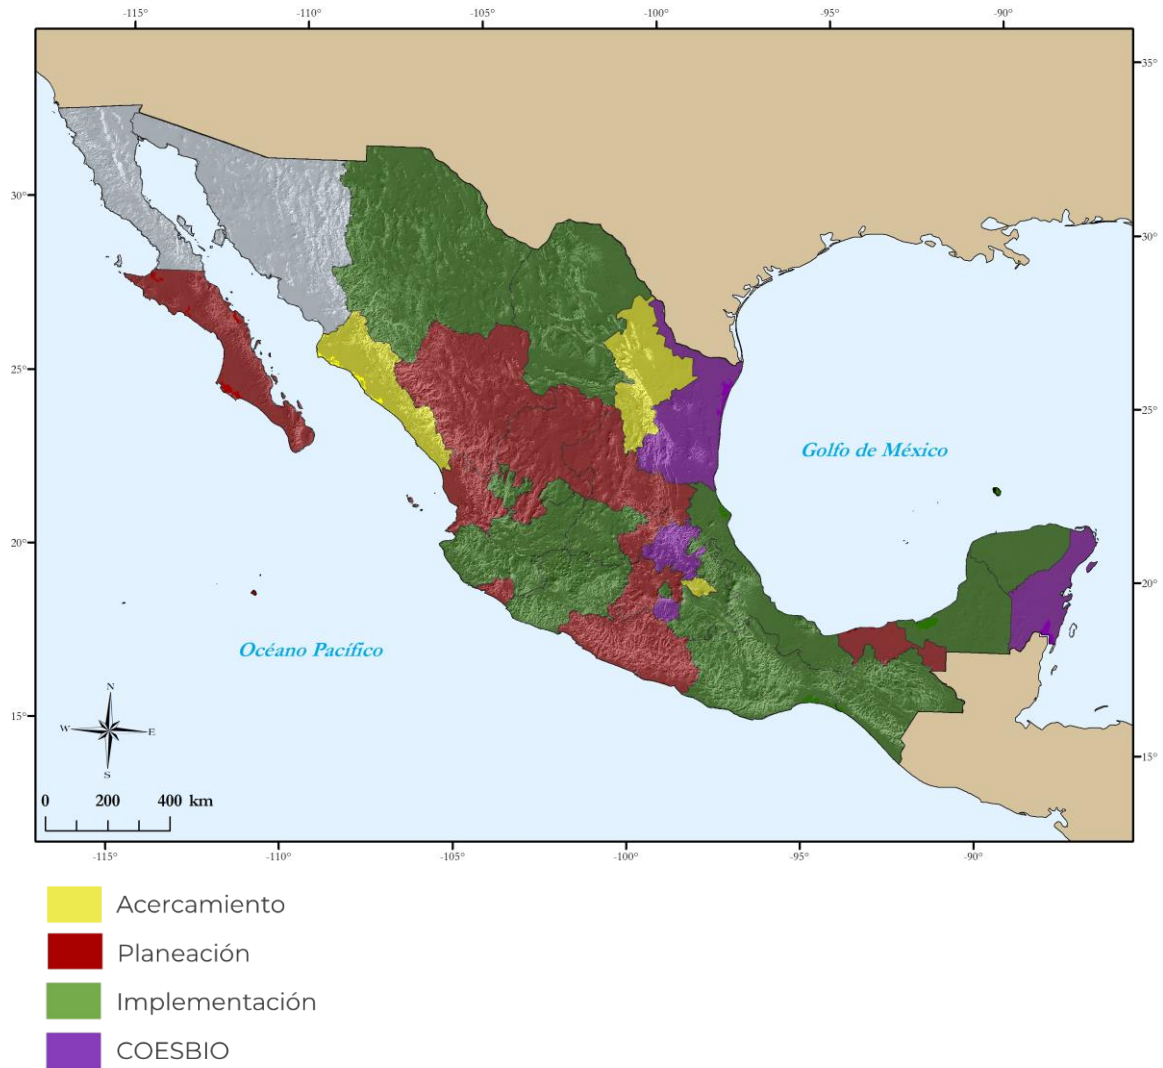 -115° -110° -105° -100° -95° -90°
35°
30°
30°
25°
25°
Golfo de México
20°
20°
Océano Pacífico
N
W E
S
15°
15°
0 200 400 km
-115° -110° -105° -100° -95° -90°
Acercamiento
Planeación
Implementación
COESBIO